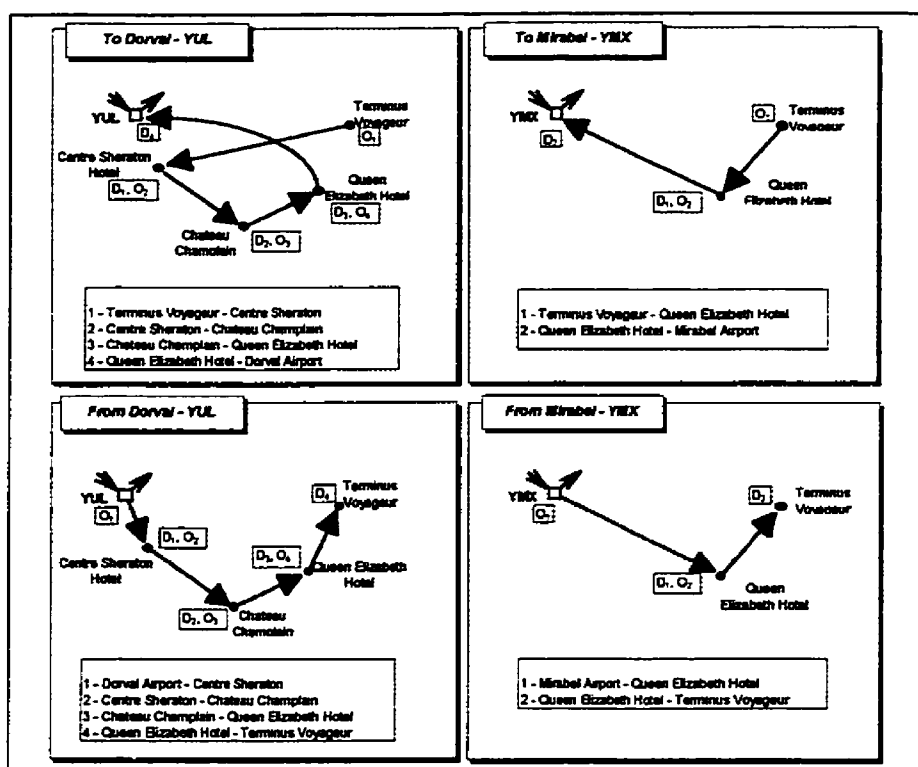 To Dorval - YUL
YUL
D₄
Terminus
Voyageur
O₁
Centre Sheraton
Hotel
D₁, O₂
Queen
Elizabeth Hotel
D₃, O₄
D₂, O₃
Chateau
Champlain
1 - Terminus Voyageur - Centre Sheraton
2 - Centre Sheraton - Chateau Champlain
3 - Chateau Champlain - Queen Elizabeth Hotel
4 - Queen Elizabeth Hotel - Dorval Airport
To Mirabel - YMX
YMX
D₂
O₁
Terminus
Voyageur
D₁, O₂
Queen
Elizabeth Hotel
1 - Terminus Voyageur - Queen Elizabeth Hotel
2 - Queen Elizabeth Hotel - Mirabel Airport
From Dorval - YUL
YUL
O₁
D₄
Terminus
Voyageur
D₁, O₂
Centre Sheraton
Hotel
D₃, O₄
Queen Elizabeth
Hotel
D₂, O₃
Chateau
Champlain
1 - Dorval Airport - Centre Sheraton
2 - Centre Sheraton - Chateau Champlain
3 - Chateau Champlain - Queen Elizabeth Hotel
4 - Queen Elizabeth Hotel - Terminus Voyageur
From Mirabel - YMX
YMX
O₁
D₂
Terminus
Voyageur
D₁, O₂
Queen
Elizabeth Hotel
1 - Mirabel Airport - Queen Elizabeth Hotel
2 - Queen Elizabeth Hotel - Terminus Voyageur